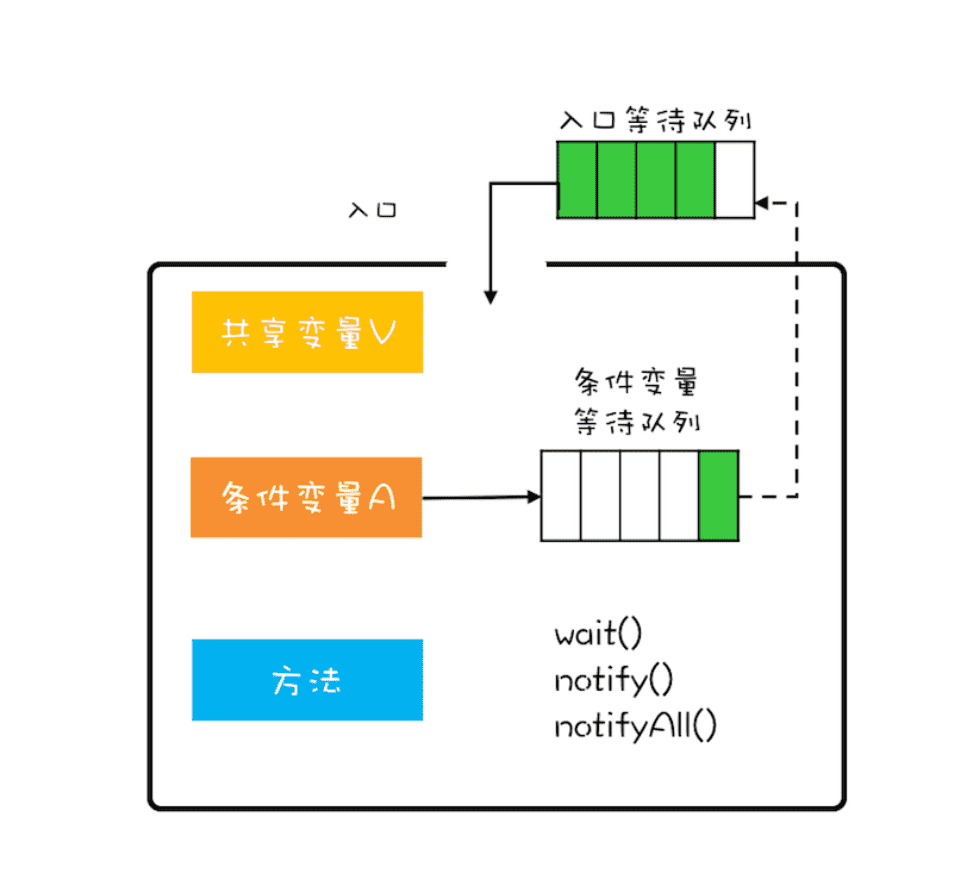 入口等待队列
入口
共享变量V
条件变量
等待队列
条件变量A
方法
wait()
notify()
notifyAll()